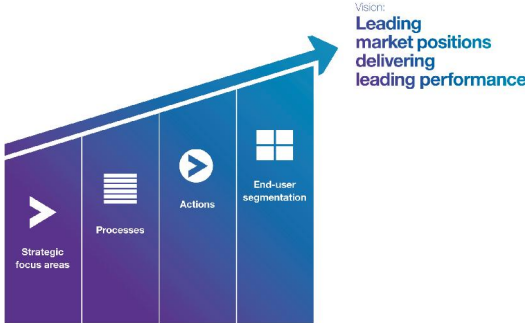 Vision:
Leading
market positions
delivering
leading performance
End-user
segmentation
Actions
Processes
Strategic
focus areas